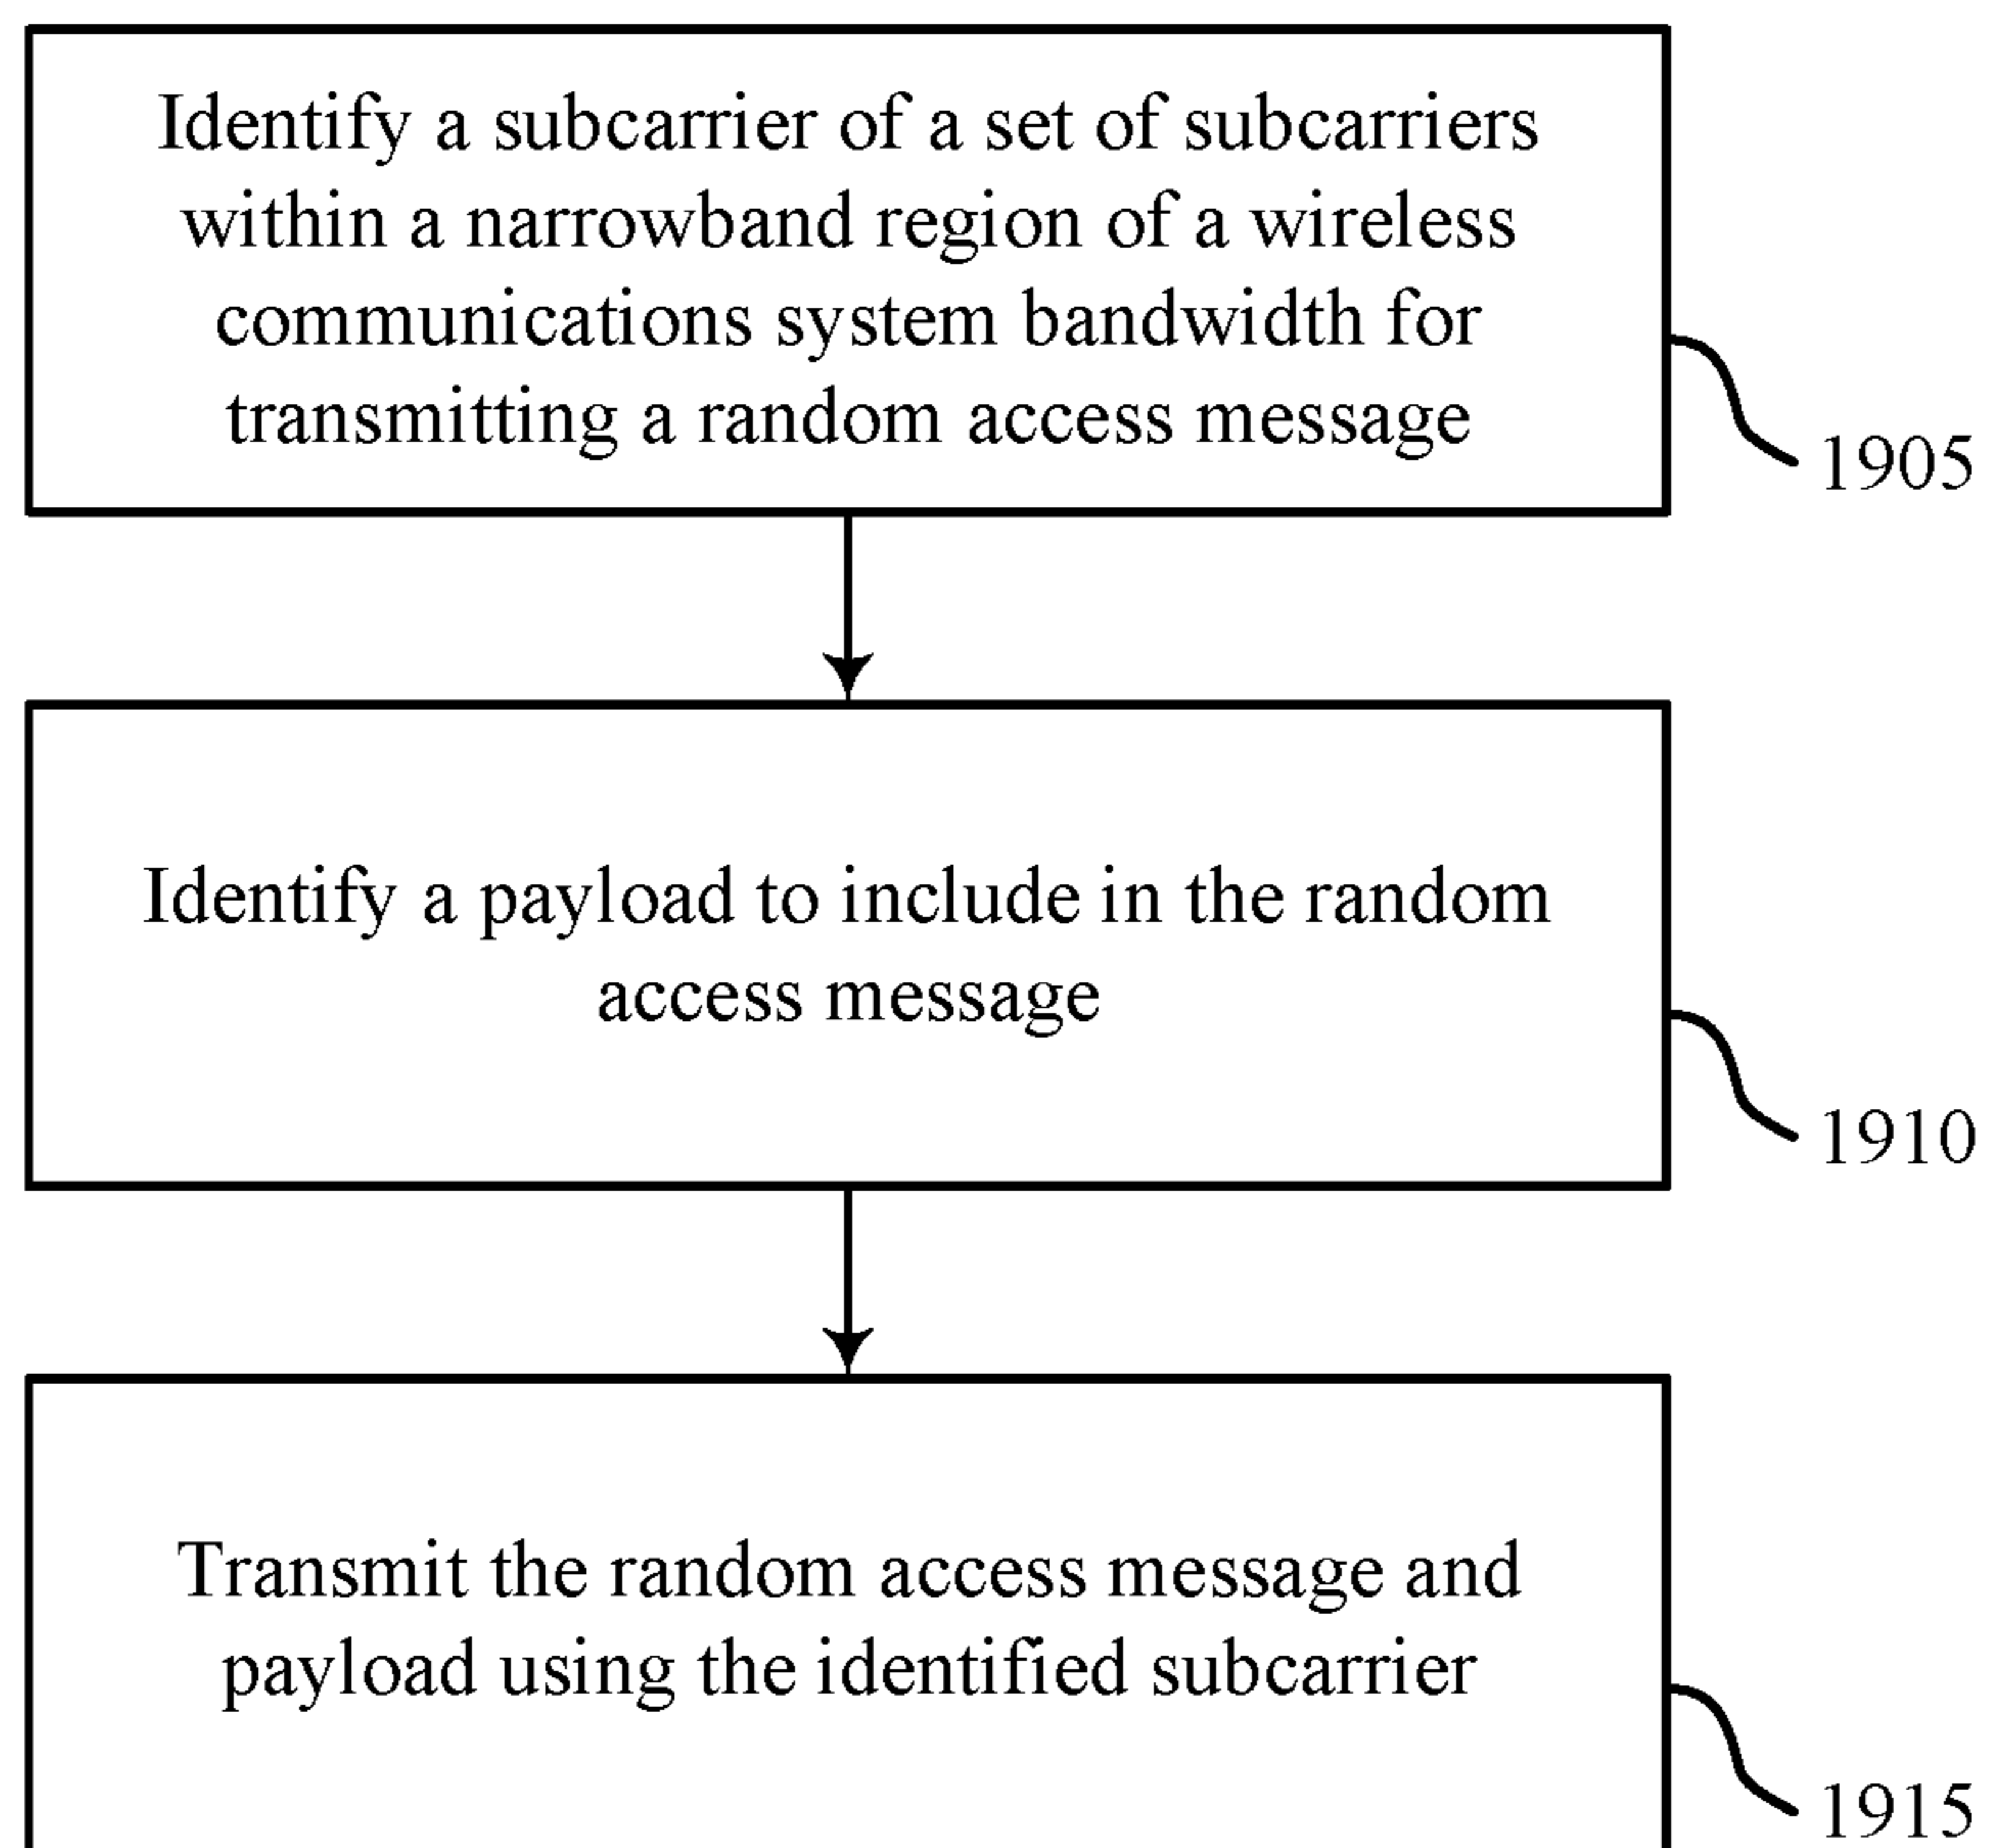 Identify a subcarrier of a set of subcarriers
within a narrowband region of a wireless
communications system bandwidth for
transmitting a random access message
1905
Identify a payload to include in the random
access message
1910
Transmit the random access message and
payload using the identified subcarrier
1915